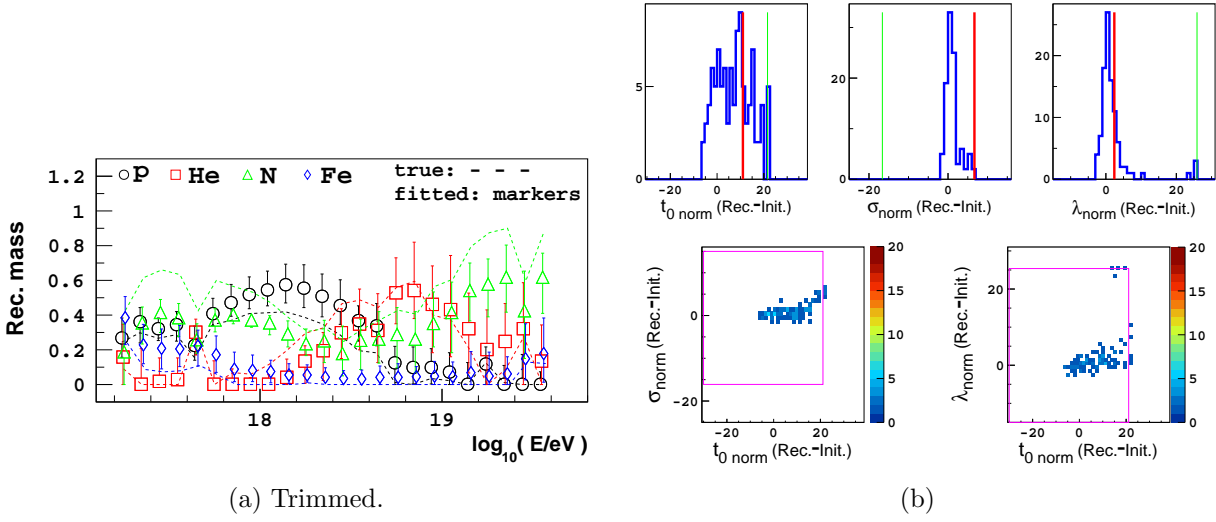 P He N Fe true: - - -
fitted: markers
Rec. mass
1.2
1
0.8
0.6
0.4
0.2
0
18 19
log10( E/eV)
(a) Trimmed.
5
0
−20 0 20
t0 norm (Rec.-Init.)
20
0
−20 0
σnorm (Rec.-Init.)
30
20
10
0
0 20
λnorm (Rec.-Init.)
σnorm (Rec.-Init.)
0
−20
−20 0 20
t0 norm (Rec.-Init.)
20
15
10
5
0
λnorm (Rec.-Init.)
20
0
−20 0 20
t0 norm (Rec.-Init.)
20
15
10
5
0
(b)